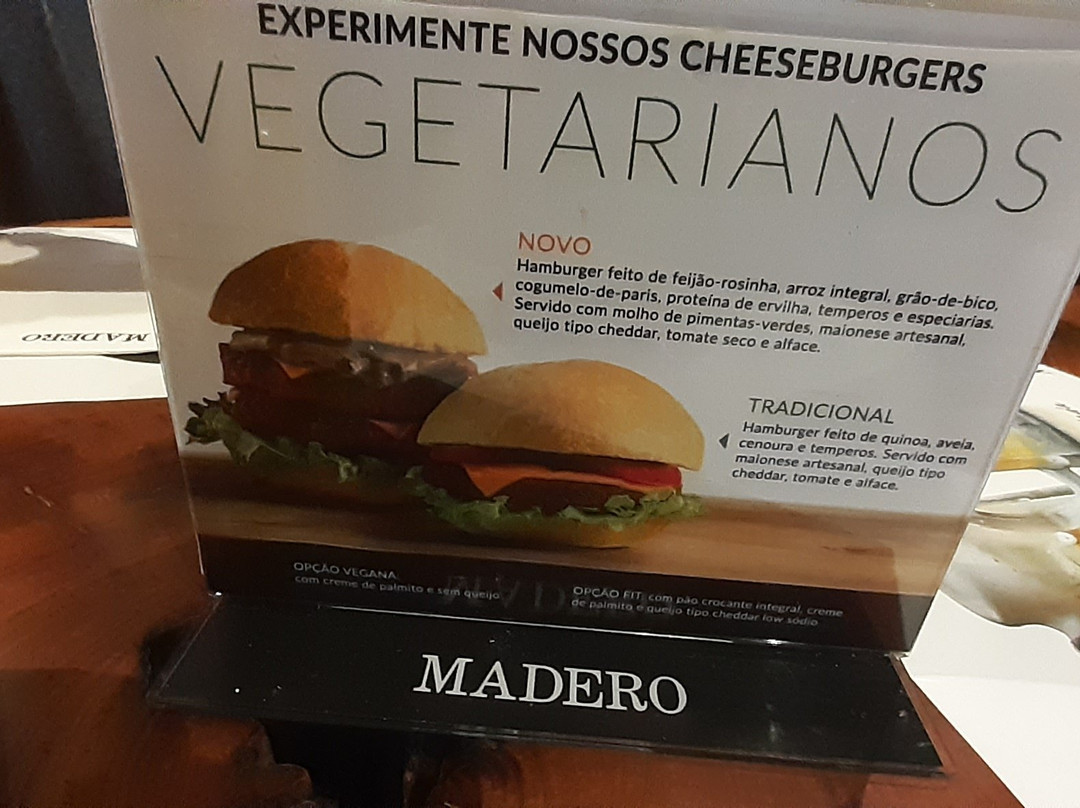 EXPERIMENTE NOSSOS CHEESEBURGERS
VEGETARIANOS
NOVO
Hamburger feito de feijão-rosinha, arroz integral, grão-de-bico,
cogumelo-de-paris, proteína de ervilha, temperos e especiarias.
Servido com molho de pimentas-verdes, maionese artesanal,
queijo tipo cheddar, tomate seco e alface.
TRADICIONAL
Hamburger feito de quinoa, aveia,
cenoura e temperos. Servido com
maionese artesanal, queijo tipo
cheddar, tomate e alface.
OPÇÃO VEGANA:
com creme de palmito e sem queijo
OPÇÃO FIT: com pão crocante integral, creme
de palmito e queijo tipo cheddar low sódio
MADERO
MADERO